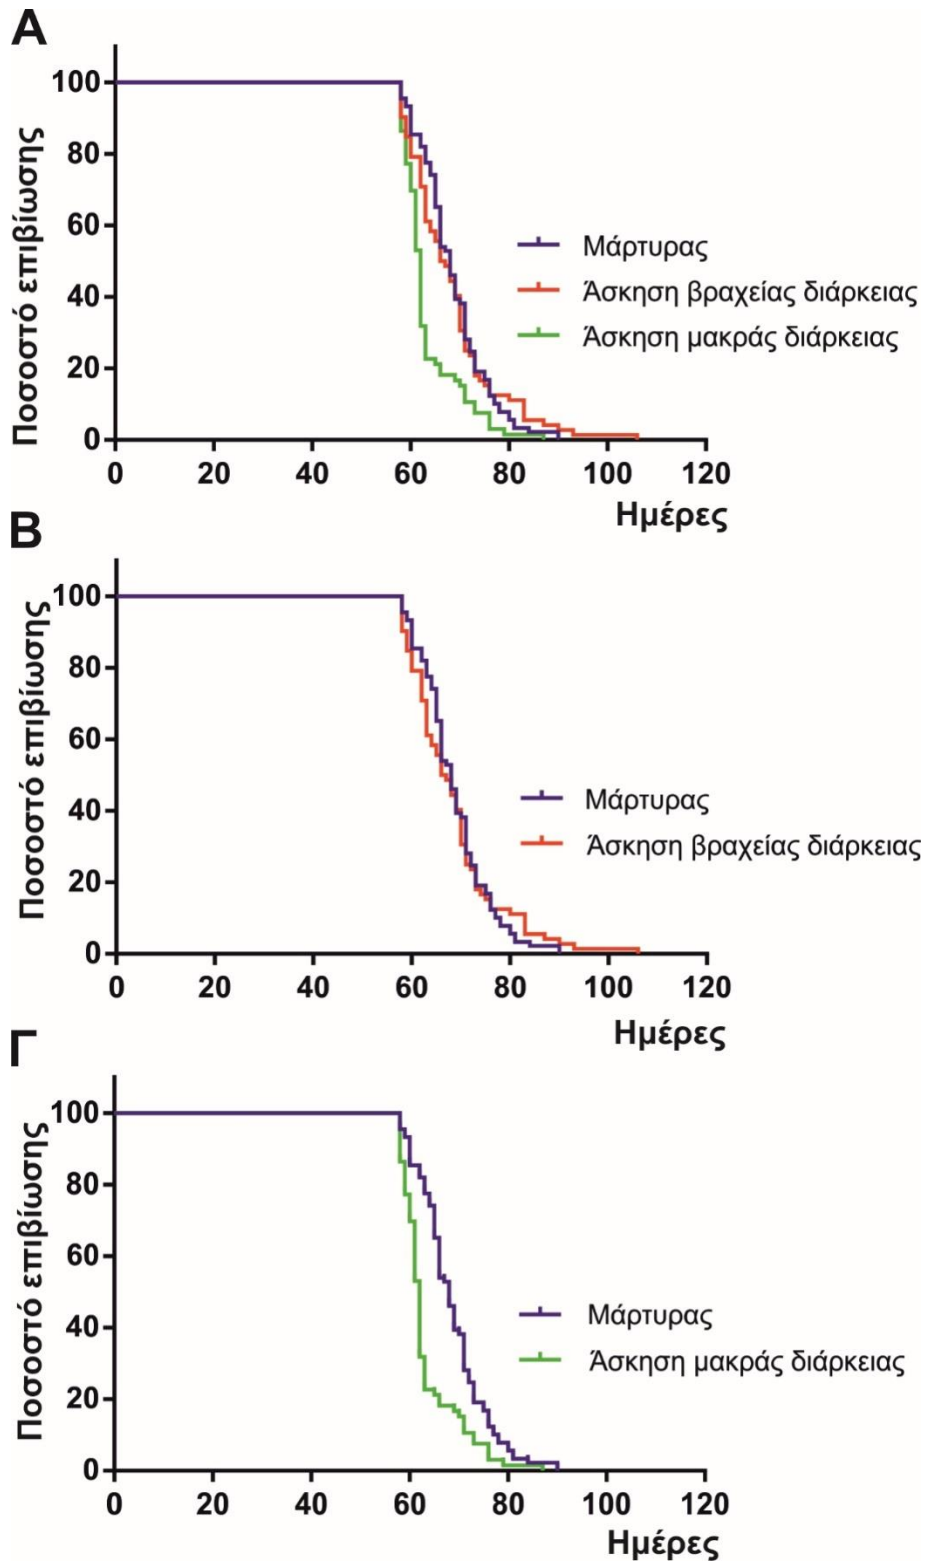 A
Ποσοστό επιβίωσης
100
80
60
40
20
0
0 20 40 60 80 100 120
Ημέρες
Μάρτυρας
Άσκηση βραχείας διάρκειας
Άσκηση μακράς διάρκειας
B
Ποσοστό επιβίωσης
100
80
60
40
20
0
0 20 40 60 80 100 120
Ημέρες
Μάρτυρας
Άσκηση βραχείας διάρκειας
Γ
Ποσοστό επιβίωσης
100
80
60
40
20
0
0 20 40 60 80 100 120
Ημέρες
Μάρτυρας
Άσκηση μακράς διάρκειας